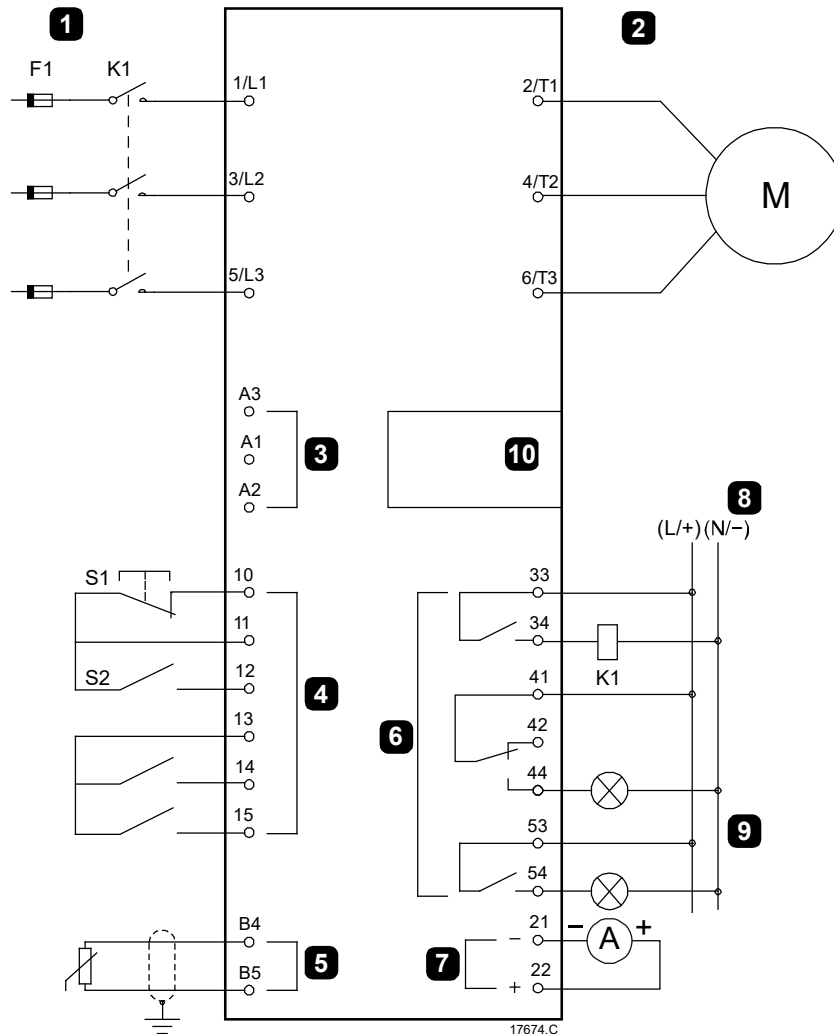 1
2
F1 K1
1/L1
2/T1
3/L2
4/T2
M
5/L3
6/T3
A3
A1
A2
3
10
8
(L/+) (N/−)
S1
10
11
S2
12
13
14
15
4
33
34
K1
41
42
44
53
54
6
9
B4
B5
5
7
−
+
21
22
− A +
17674.C